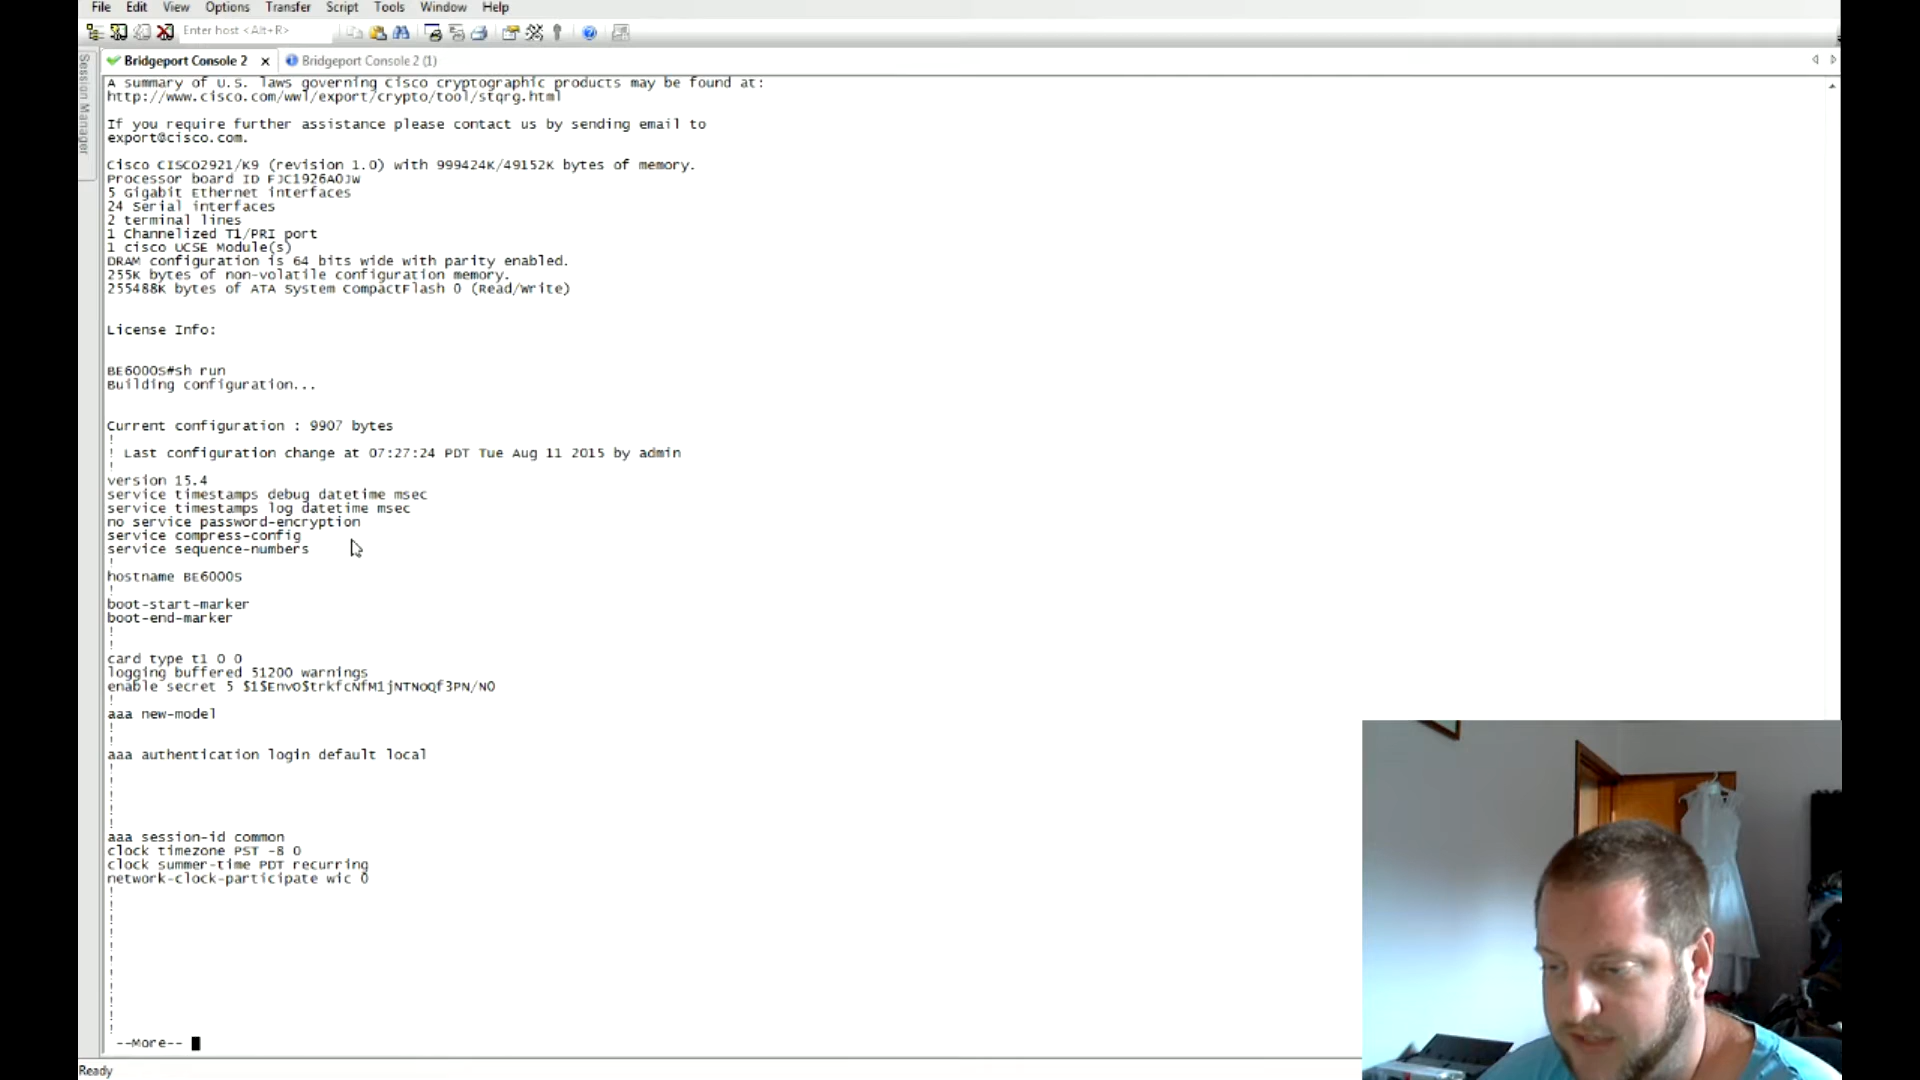 File Edit View Options Transfer Script Tools Window Help
Enter host <Alt+R>
Session Manager
Bridgeport Console 2 x Bridgeport Console 2 (1)
A summary of U.S. laws governing Cisco cryptographic products may be found at:
http://www.cisco.com/wwl/export/crypto/tool/stqrg.html
If you require further assistance please contact us by sending email to
export@cisco.com.
Cisco CISCO2921/K9 (revision 1.0) with 999424K/49152K bytes of memory.
Processor board ID FJC1926A0JW
5 Gigabit Ethernet interfaces
24 Serial interfaces
2 terminal lines
1 Channelized T1/PRI port
1 cisco UCSE Module(s)
DRAM configuration is 64 bits wide with parity enabled.
255K bytes of non-volatile configuration memory.
255488K bytes of ATA System CompactFlash 0 (Read/Write)
License Info:
BE6000S#sh run
Building configuration...
Current configuration : 9907 bytes
!
! Last configuration change at 07:27:24 PDT Tue Aug 11 2015 by admin
!
version 15.4
service timestamps debug datetime msec
service timestamps log datetime msec
no service password-encryption
service compress-config
service sequence-numbers
!
hostname BE6000S
!
boot-start-marker
boot-end-marker
!
!
card type t1 0 0
logging buffered 51200 warnings
enable secret 5 $1$EnvO$trkfcNfM1jNTNoQf3PN/N0
!
aaa new-model
!
!
aaa authentication login default local
!
!
!
!
!
aaa session-id common
clock timezone PST -8 0
clock summer-time PDT recurring
network-clock-participate wic 0
!
!
!
!
!
!
!
!
!
!
!
--More--
Ready